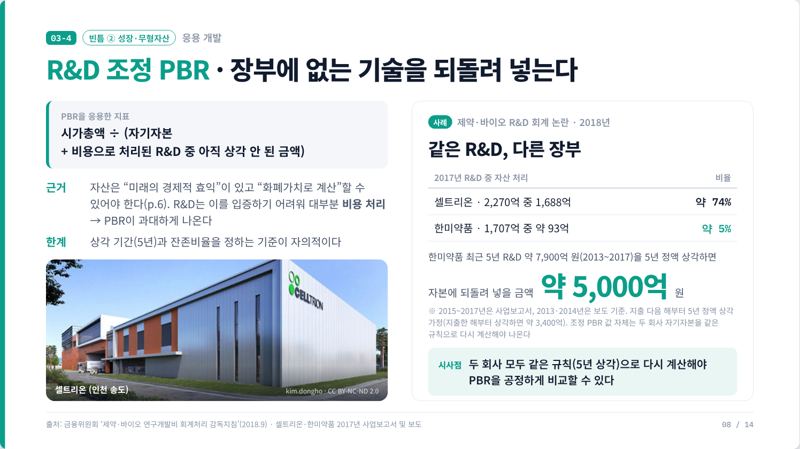 03-4 빈틈 ② 성장·무형자산 응용 개발
R&D 조정 PBR · 장부에 없는 기술을 되돌려 넣는다
PBR을 응용한 지표
시가총액 ÷ (자기자본
+ 비용으로 처리된 R&D 중 아직 상각 안 된 금액)
근거 자산은 “미래의 경제적 효익”이 있고 “화폐가치로 계산”할 수
있어야 한다(p.6). R&D는 이를 입증하기 어려워 대부분 비용 처리
→ PBR이 과대하게 나온다
한계 상각 기간(5년)과 잔존비율을 정하는 기준이 자의적이다
CELLTRION
셀트리온 (인천 송도)
kim.dongho · CC BY-NC-ND 2.0
사례 제약·바이오 R&D 회계 논란 · 2018년
같은 R&D, 다른 장부
2017년 R&D 중 자산 처리 비율
셀트리온 · 2,270억 중 1,688억 약 74%
한미약품 · 1,707억 중 약 93억 약 5%
한미약품 최근 5년 R&D 약 7,900억 원(2013~2017)을 5년 정액 상각하면
자본에 되돌려 넣을 금액 약 5,000억 원
※ 2015~2017년은 사업보고서, 2013·2014년은 보도 기준. 지출 다음 해부터 5년 정액 상각
가정(지출한 해부터 상각하면 약 3,400억). 조정 PBR 값 자체는 두 회사 자기자본을 같은
규칙으로 다시 계산해야 나온다
시사점 두 회사 모두 같은 규칙(5년 상각)으로 다시 계산해야
PBR을 공정하게 비교할 수 있다
출처: 금융위원회 ‘제약·바이오 연구개발비 회계처리 감독지침’(2018.9) · 셀트리온·한미약품 2017년 사업보고서 및 보도
08 / 14